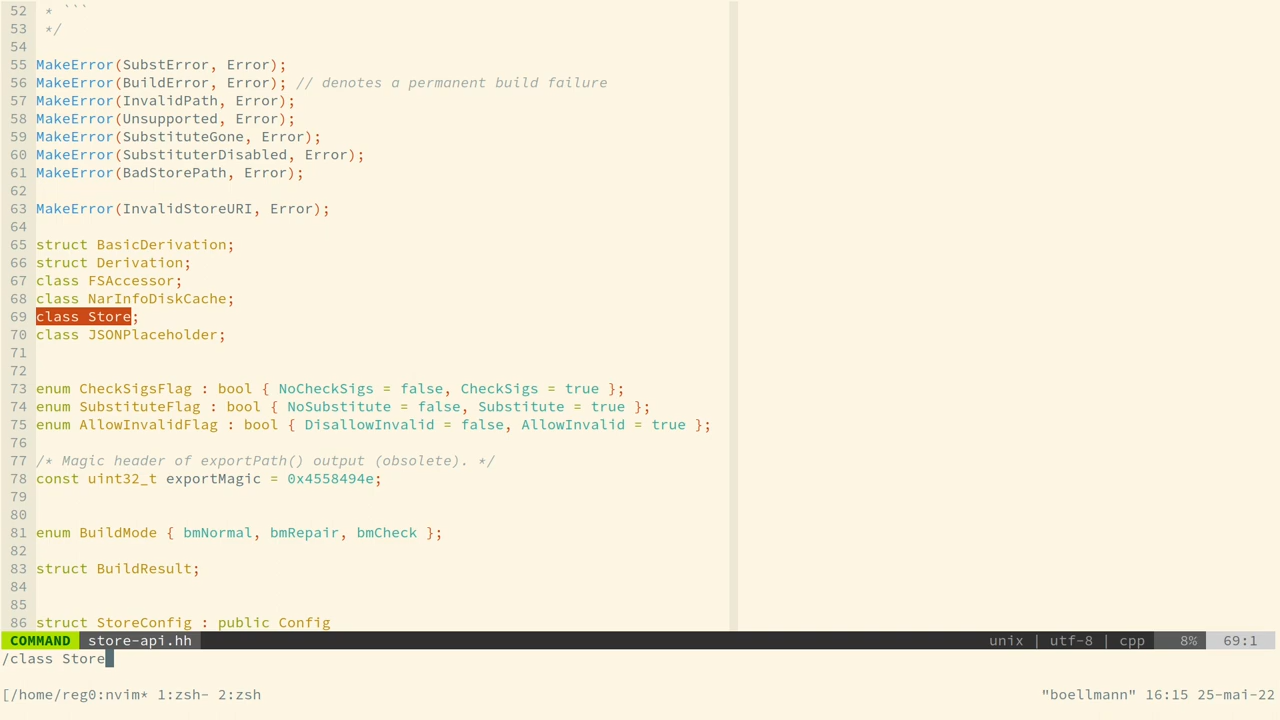 52  * ```
53  */
54
55 MakeError(SubstError, Error);
56 MakeError(BuildError, Error); // denotes a permanent build failure
57 MakeError(InvalidPath, Error);
58 MakeError(Unsupported, Error);
59 MakeError(SubstituteGone, Error);
60 MakeError(SubstituterDisabled, Error);
61 MakeError(BadStorePath, Error);
62
63 MakeError(InvalidStoreURI, Error);
64
65 struct BasicDerivation;
66 struct Derivation;
67 class FSAccessor;
68 class NarInfoDiskCache;
69 class Store;
70 class JSONPlaceholder;
71
72
73 enum CheckSigsFlag : bool { NoCheckSigs = false, CheckSigs = true };
74 enum SubstituteFlag : bool { NoSubstitute = false, Substitute = true };
75 enum AllowInvalidFlag : bool { DisallowInvalid = false, AllowInvalid = true };
76
77 /* Magic header of exportPath() output (obsolete). */
78 const uint32_t exportMagic = 0x4558494e;
79
80
81 enum BuildMode { bmNormal, bmRepair, bmCheck };
82
83 struct BuildResult;
84
85
86 struct StoreConfig : public Config
COMMAND store-api.hh unix | utf-8 | cpp 8% 69:1
/class Store
[/home/reg0:nvim* 1:zsh- 2:zsh "boellmann" 16:15 25-mai-22